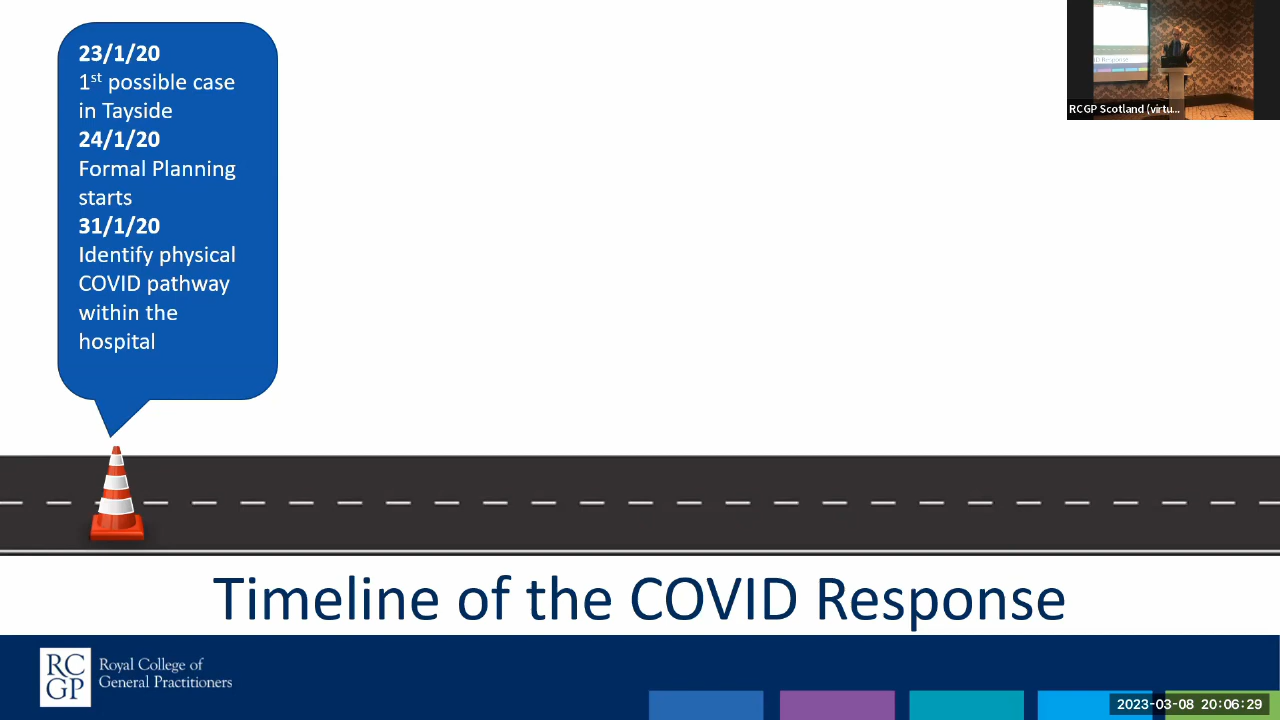 23/1/20
1st possible case
in Tayside
24/1/20
Formal Planning
starts
31/1/20
Identify physical
COVID pathway
within the
hospital
RCGP Scotland (virtu...
Timeline of the COVID Response
RC
GP
Royal College of
General Practitioners
2023-03-08 20:06:29